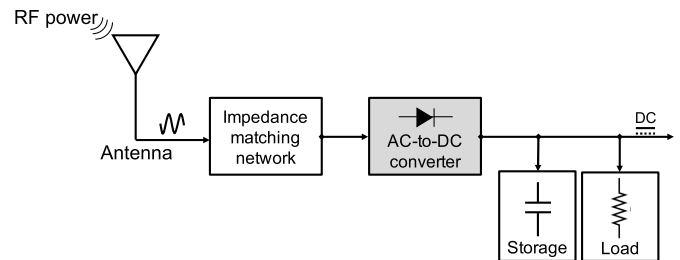 RF power
Antenna
Impedance
matching
network
AC-to-DC
converter
DC
Storage
Load